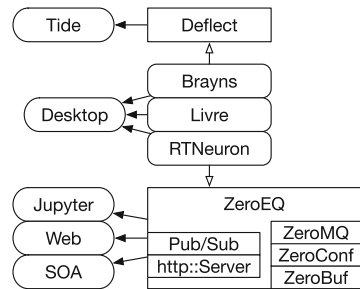 Tide
Deflect
Brayns
Desktop
Livre
RTNeuron
Jupyter
ZeroEQ
Web
Pub/Sub
ZeroMQ
http::Server
ZeroConf
SOA
ZeroBuf